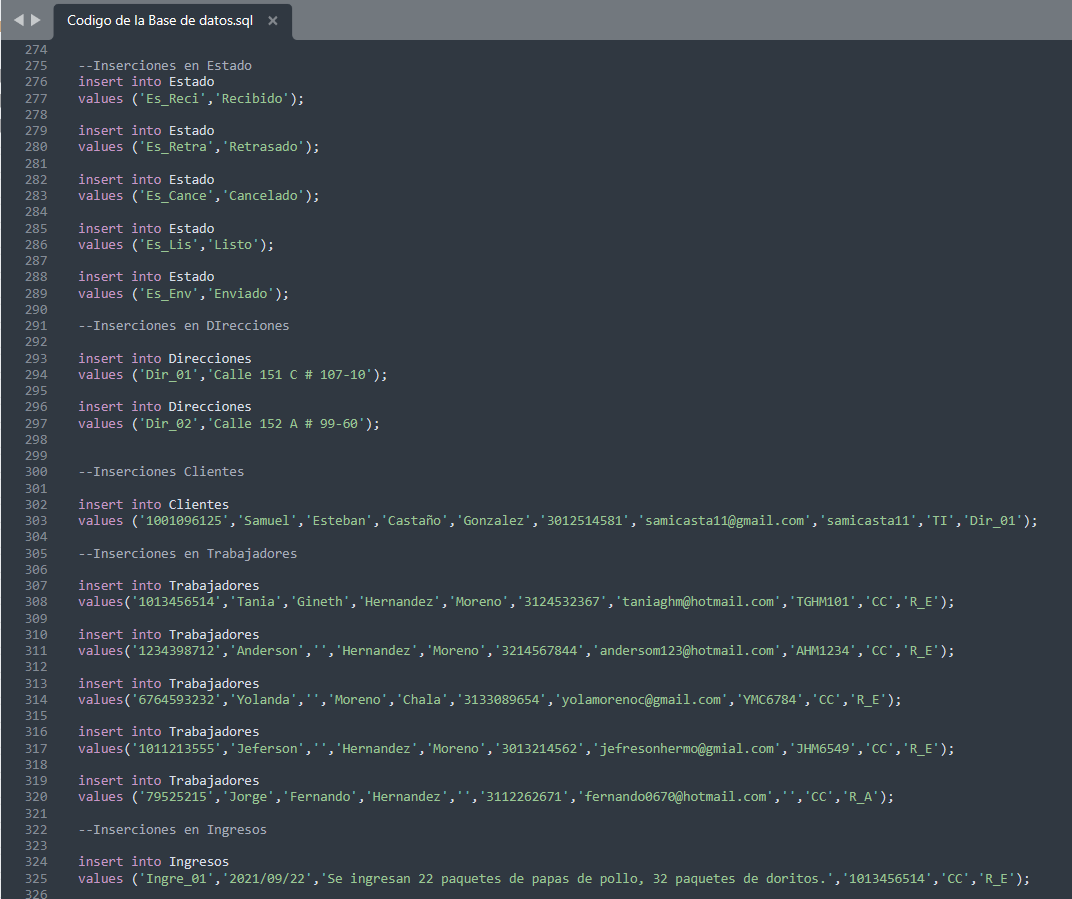 Codigo de la Base de datos.sql
274
275 --Inserciones en Estado
276 insert into Estado
277 values ('Es_Reci','Recibido');
278
279 insert into Estado
280 values ('Es_Retra','Retrasado');
281
282 insert into Estado
283 values ('Es_Cance','Cancelado');
284
285 insert into Estado
286 values ('Es_Lis','Listo');
287
288 insert into Estado
289 values ('Es_Env','Enviado');
290
291 --Inserciones en DIrecciones
292
293 insert into Direcciones
294 values ('Dir_01','Calle 151 C # 107-10');
295
296 insert into Direcciones
297 values ('Dir_02','Calle 152 A # 99-60');
298
299
300 --Inserciones Clientes
301
302 insert into Clientes
303 values ('1001096125','Samuel','Esteban','Castaño','Gonzalez','3012514581','samicasta11@gmail.com','samicasta11','TI','Dir_01');
304
305 --Inserciones en Trabajadores
306
307 insert into Trabajadores
308 values('1013456514','Tania','Gineth','Hernandez','Moreno','3124532367','taniaghm@hotmail.com','TGHM101','CC','R_E');
309
310 insert into Trabajadores
311 values('1234398712','Anderson','','Hernandez','Moreno','3214567844','andersom123@hotmail.com','AHM1234','CC','R_E');
312
313 insert into Trabajadores
314 values('6764593232','Yolanda','','Moreno','Chala','3133089654','yolamorenoc@gmail.com','YMC6784','CC','R_E');
315
316 insert into Trabajadores
317 values('1011213555','Jeferson','','Hernandez','Moreno','3013214562','jefresonhermo@gmial.com','JHM6549','CC','R_E');
318
319 insert into Trabajadores
320 values ('79525215','Jorge','Fernando','Hernandez','','3112262671','fernando0670@hotmail.com','','CC','R_A');
321
322 --Inserciones en Ingresos
323
324 insert into Ingresos
325 values ('Ingre_01','2021/09/22','Se ingresan 22 paquetes de papas de pollo, 32 paquetes de doritos.','1013456514','CC','R_E');
326